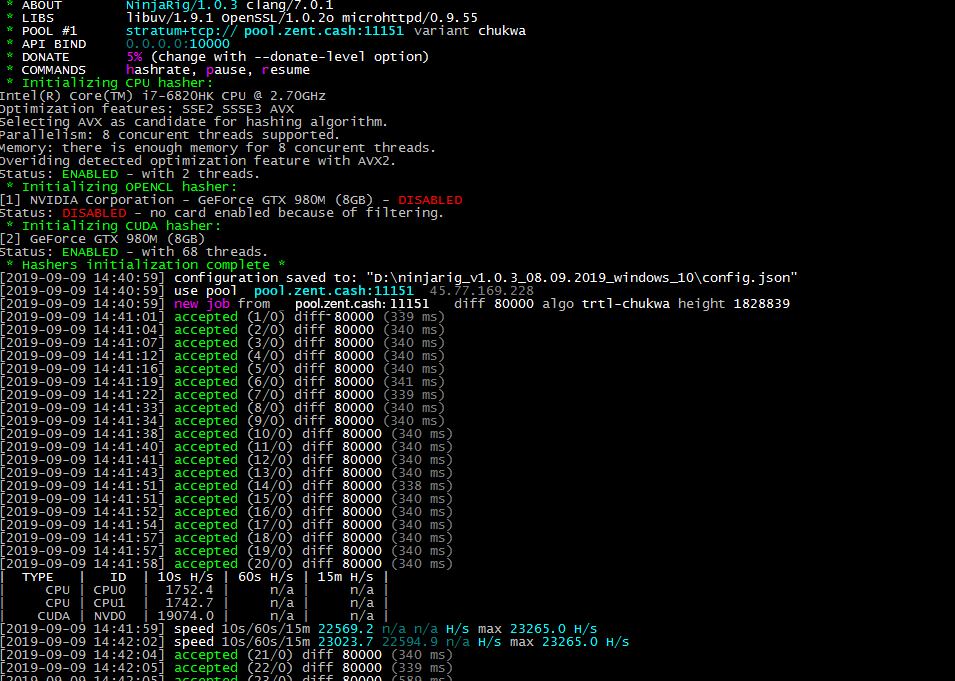 * ABOUT NinjaRig/1.0.3 clang/7.0.1
* LIBS libuv/1.9.1 OpenSSL/1.0.2o microhttpd/0.9.55
* POOL #1 stratum+tcp:// pool.zent.cash:11151 variant chukwa
* API BIND 0.0.0.0:10000
* DONATE 5% (change with --donate-level option)
* COMMANDS hashrate, pause, resume
* Initializing CPU hasher:
Intel(R) Core(TM) i7-6820HK CPU @ 2.70GHz
Optimization features: SSE2 SSSE3 AVX
Selecting AVX as candidate for hashing algorithm.
Parallelism: 8 concurent threads supported.
Memory: there is enough memory for 8 concurent threads.
Overiding detected optimization feature with AVX2.
Status: ENABLED - with 2 threads.
* Initializing OPENCL hasher:
[1] NVIDIA Corporation - GeForce GTX 980M (8GB) - DISABLED
Status: DISABLED - no card enabled because of filtering.
* Initializing CUDA hasher:
[2] GeForce GTX 980M (8GB)
Status: ENABLED - with 68 threads.
* Hashers initialization complete *
[2019-09-09 14:40:59] configuration saved to: "D:\ninjarig_v1.0.3_08.09.2019_windows_10\config.json"
[2019-09-09 14:40:59] use pool pool.zent.cash:11151 45.77.169.228
[2019-09-09 14:40:59] new job from pool.zent.cash:11151 diff 80000 algo trtl-chukwa height 1828839
[2019-09-09 14:41:01] accepted (1/0) diff 80000 (339 ms)
[2019-09-09 14:41:04] accepted (2/0) diff 80000 (340 ms)
[2019-09-09 14:41:07] accepted (3/0) diff 80000 (340 ms)
[2019-09-09 14:41:12] accepted (4/0) diff 80000 (340 ms)
[2019-09-09 14:41:16] accepted (5/0) diff 80000 (340 ms)
[2019-09-09 14:41:19] accepted (6/0) diff 80000 (341 ms)
[2019-09-09 14:41:22] accepted (7/0) diff 80000 (339 ms)
[2019-09-09 14:41:33] accepted (8/0) diff 80000 (340 ms)
[2019-09-09 14:41:34] accepted (9/0) diff 80000 (340 ms)
[2019-09-09 14:41:38] accepted (10/0) diff 80000 (340 ms)
[2019-09-09 14:41:40] accepted (11/0) diff 80000 (340 ms)
[2019-09-09 14:41:41] accepted (12/0) diff 80000 (340 ms)
[2019-09-09 14:41:43] accepted (13/0) diff 80000 (340 ms)
[2019-09-09 14:41:51] accepted (14/0) diff 80000 (338 ms)
[2019-09-09 14:41:51] accepted (15/0) diff 80000 (340 ms)
[2019-09-09 14:41:52] accepted (16/0) diff 80000 (340 ms)
[2019-09-09 14:41:54] accepted (17/0) diff 80000 (340 ms)
[2019-09-09 14:41:57] accepted (18/0) diff 80000 (340 ms)
[2019-09-09 14:41:57] accepted (19/0) diff 80000 (340 ms)
[2019-09-09 14:41:58] accepted (20/0) diff 80000 (340 ms)
| TYPE | ID | 10s H/s | 60s H/s | 15m H/s |
| CPU | CPU0 | 1752.4 | n/a | n/a |
| CPU | CPU1 | 1742.7 | n/a | n/a |
| CUDA | NVD0 | 19074.0 | n/a | n/a |
[2019-09-09 14:41:59] speed 10s/60s/15m 22569.2 n/a n/a H/s max 23265.0 H/s
[2019-09-09 14:42:02] speed 10s/60s/15m 23023.7 22594.9 n/a H/s max 23265.0 H/s
[2019-09-09 14:42:04] accepted (21/0) diff 80000 (340 ms)
[2019-09-09 14:42:05] accepted (22/0) diff 80000 (339 ms)
[2019-09-09 14:42:05] accepted (23/0) diff 80000 (589 ms)